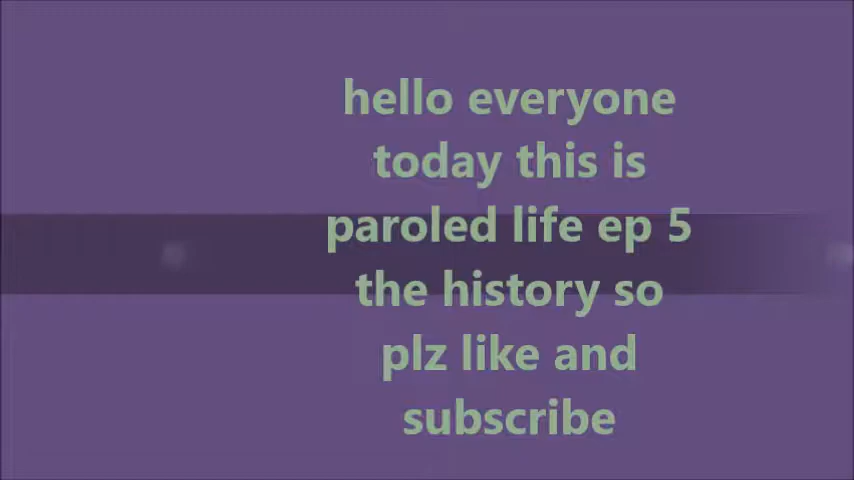 hello everyone
today this is
paroled life ep 5
the history so
plz like and
subscribe